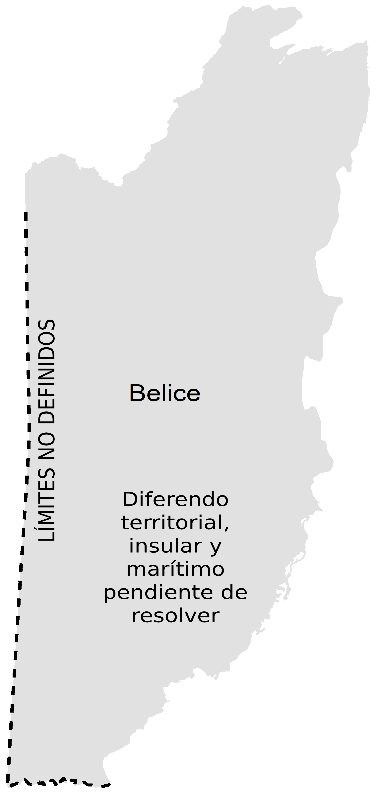 LÍMITES NO DEFINIDOS
Belice
Diferendo
territorial,
insular y
marítimo
pendiente de
resolver